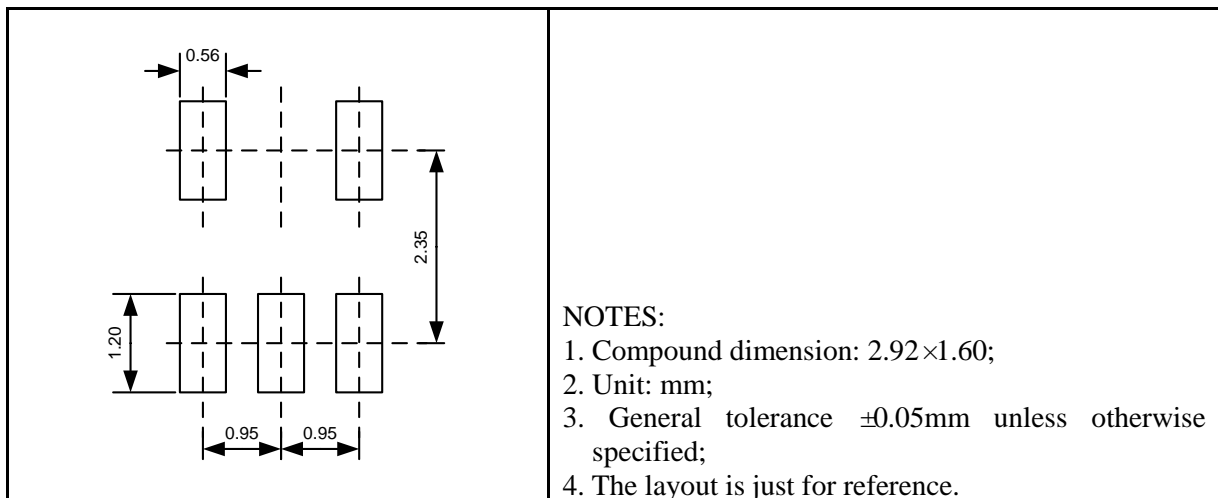 0.56
2.35
1.20
0.95 0.95
NOTES:
1. Compound dimension: 2.92×1.60;
2. Unit: mm;
3. General tolerance ±0.05mm unless otherwise
specified;
4. The layout is just for reference.